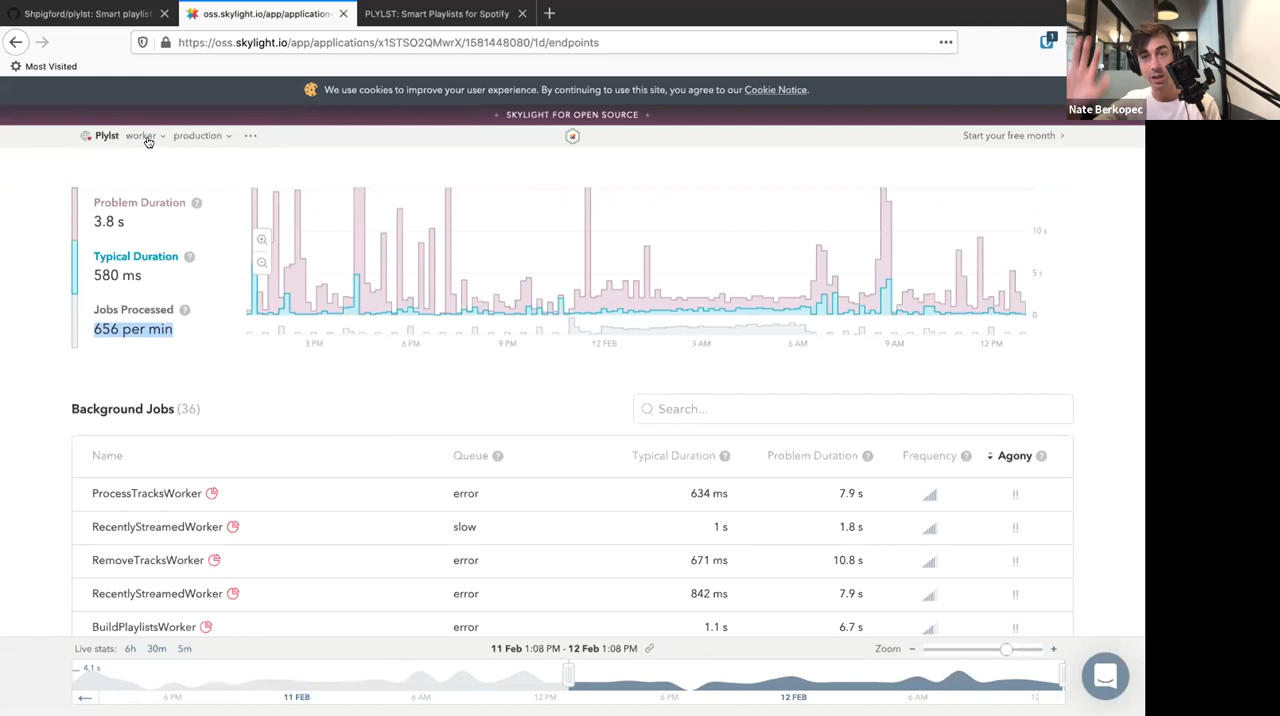 Shpigford/plylst: Smart playlist
oss.skylight.io/app/application
PLYLST: Smart Playlists for Spotify
https://oss.skylight.io/app/applications/x1STSO2QMwrX/1581448080/1d/endpoints
1
Most Visited
Nate Berkopec
We use cookies to improve your user experience. By continuing to use this site, you agree to our Cookie Notice.
SKYLIGHT FOR OPEN SOURCE
Plylst worker production
Start your free month
Problem Duration ?
3.8 s
Typical Duration ?
580 ms
Jobs Processed ?
656 per min
10 s
5 s
0
3 PM 6 PM 9 PM 12 FEB 3 AM 6 AM 9 AM 12 PM
Background Jobs (36)
Search...
Name Queue ? Typical Duration ? Problem Duration ? Frequency ? Agony ?
ProcessTracksWorker error 634 ms 7.9 s !!
RecentlyStreamedWorker slow 1 s 1.8 s !!
RemoveTracksWorker error 671 ms 10.8 s !!
RecentlyStreamedWorker error 842 ms 7.9 s !!
BuildPlaylistsWorker error 1.1 s 6.7 s !!
Live stats: 6h 30m 5m
11 Feb 1:08 PM - 12 Feb 1:08 PM
Zoom − +
4.1 s
6 PM 11 FEB 6 AM 12 PM 6 PM 12 FEB 6 AM 12